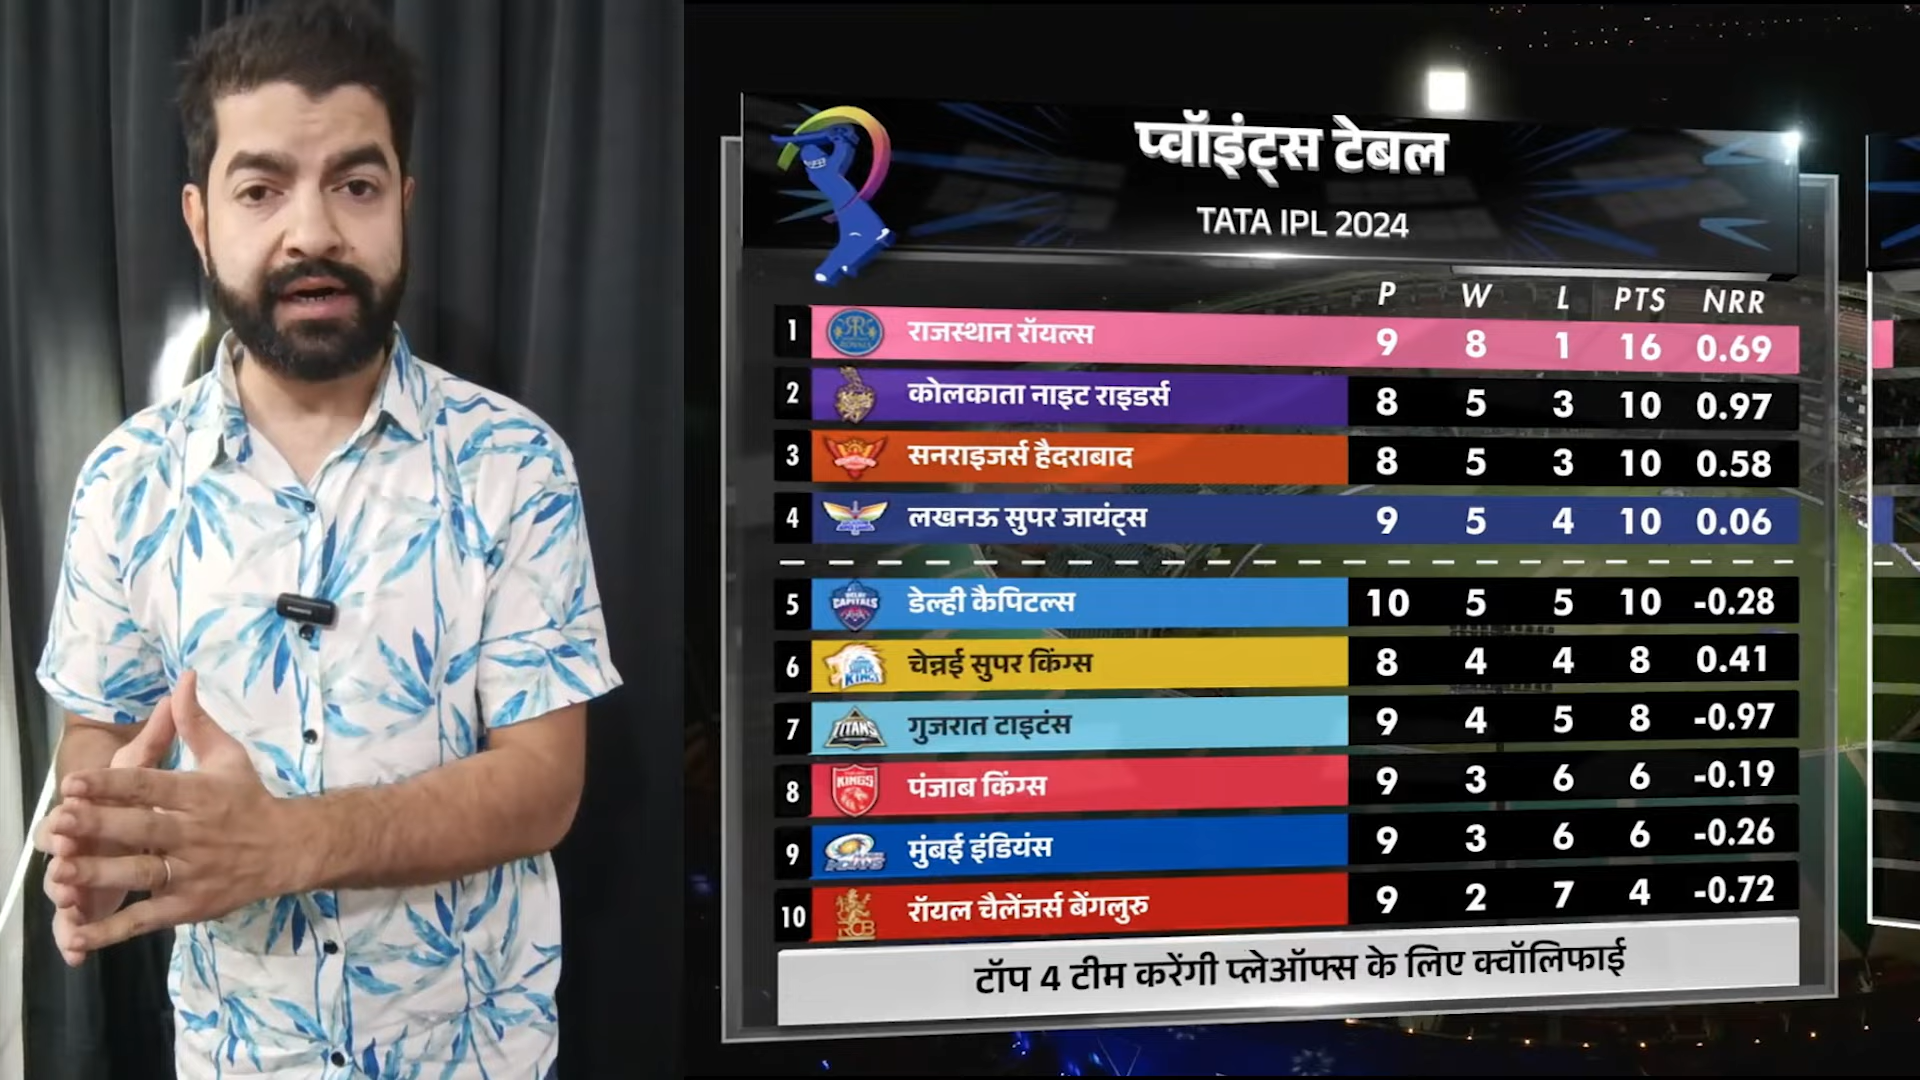 प्वॉइंट्स टेबल
TATA IPL 2024
P W L PTS NRR
1 राजस्थान रॉयल्स 9 8 1 16 0.69
2 कोलकाता नाइट राइडर्स 8 5 3 10 0.97
3 सनराइजर्स हैदराबाद 8 5 3 10 0.58
4 लखनऊ सुपर जायंट्स 9 5 4 10 0.06
5 CAPITALS डेल्ही कैपिटल्स 10 5 5 10 -0.28
6 KINGS चेन्नई सुपर किंग्स 8 4 4 8 0.41
7 TITANS गुजरात टाइटंस 9 4 5 8 -0.97
8 KINGS पंजाब किंग्स 9 3 6 6 -0.19
9 मुंबई इंडियंस 9 3 6 6 -0.26
10 RCB रॉयल चैलेंजर्स बेंगलुरु 9 2 7 4 -0.72
टॉप 4 टीम करेंगी प्लेऑफ्स के लिए क्वॉलिफाई